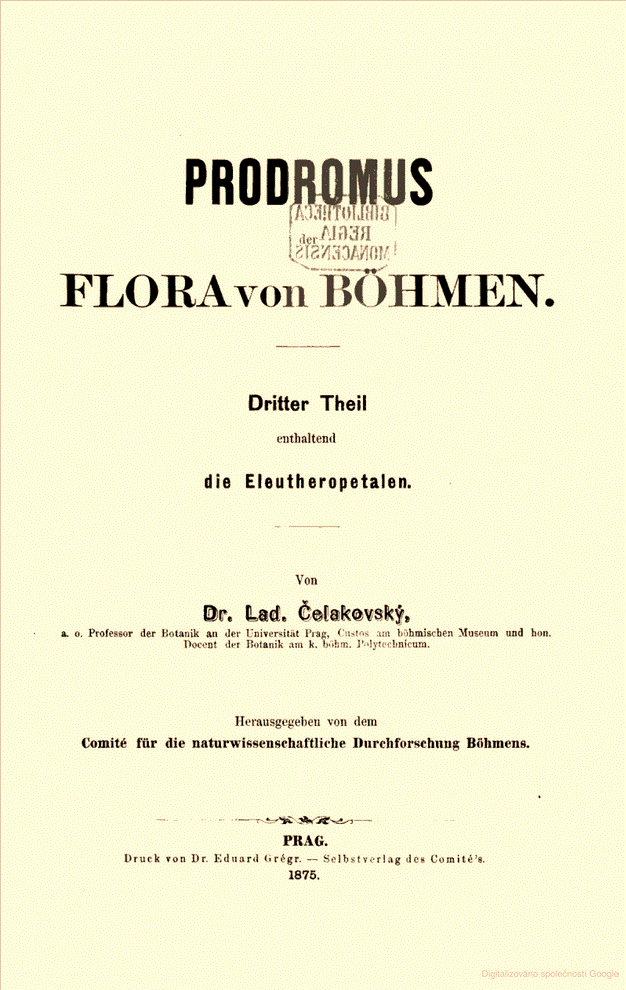 PRODROMUS
BIBLIOTHECA
REGIA
der
MONACENSIS
FLORA von BÖHMEN.
Dritter Theil
enthaltend
die Eleutheropetalen.
Von
Dr. Lad. Čelakovský,
a. o. Professor der Botanik an der Universität Prag, Custos am böhmischen Museum und hon.
Docent der Botanik am k. böhm. Polytechnicum.
Herausgegeben von dem
Comité für die naturwissenschaftliche Durchforschung Böhmens.
PRAG.
Druck von Dr. Eduard Grégr. — Selbstverlag des Comité's.
1875.
Digitalizováno společností Google